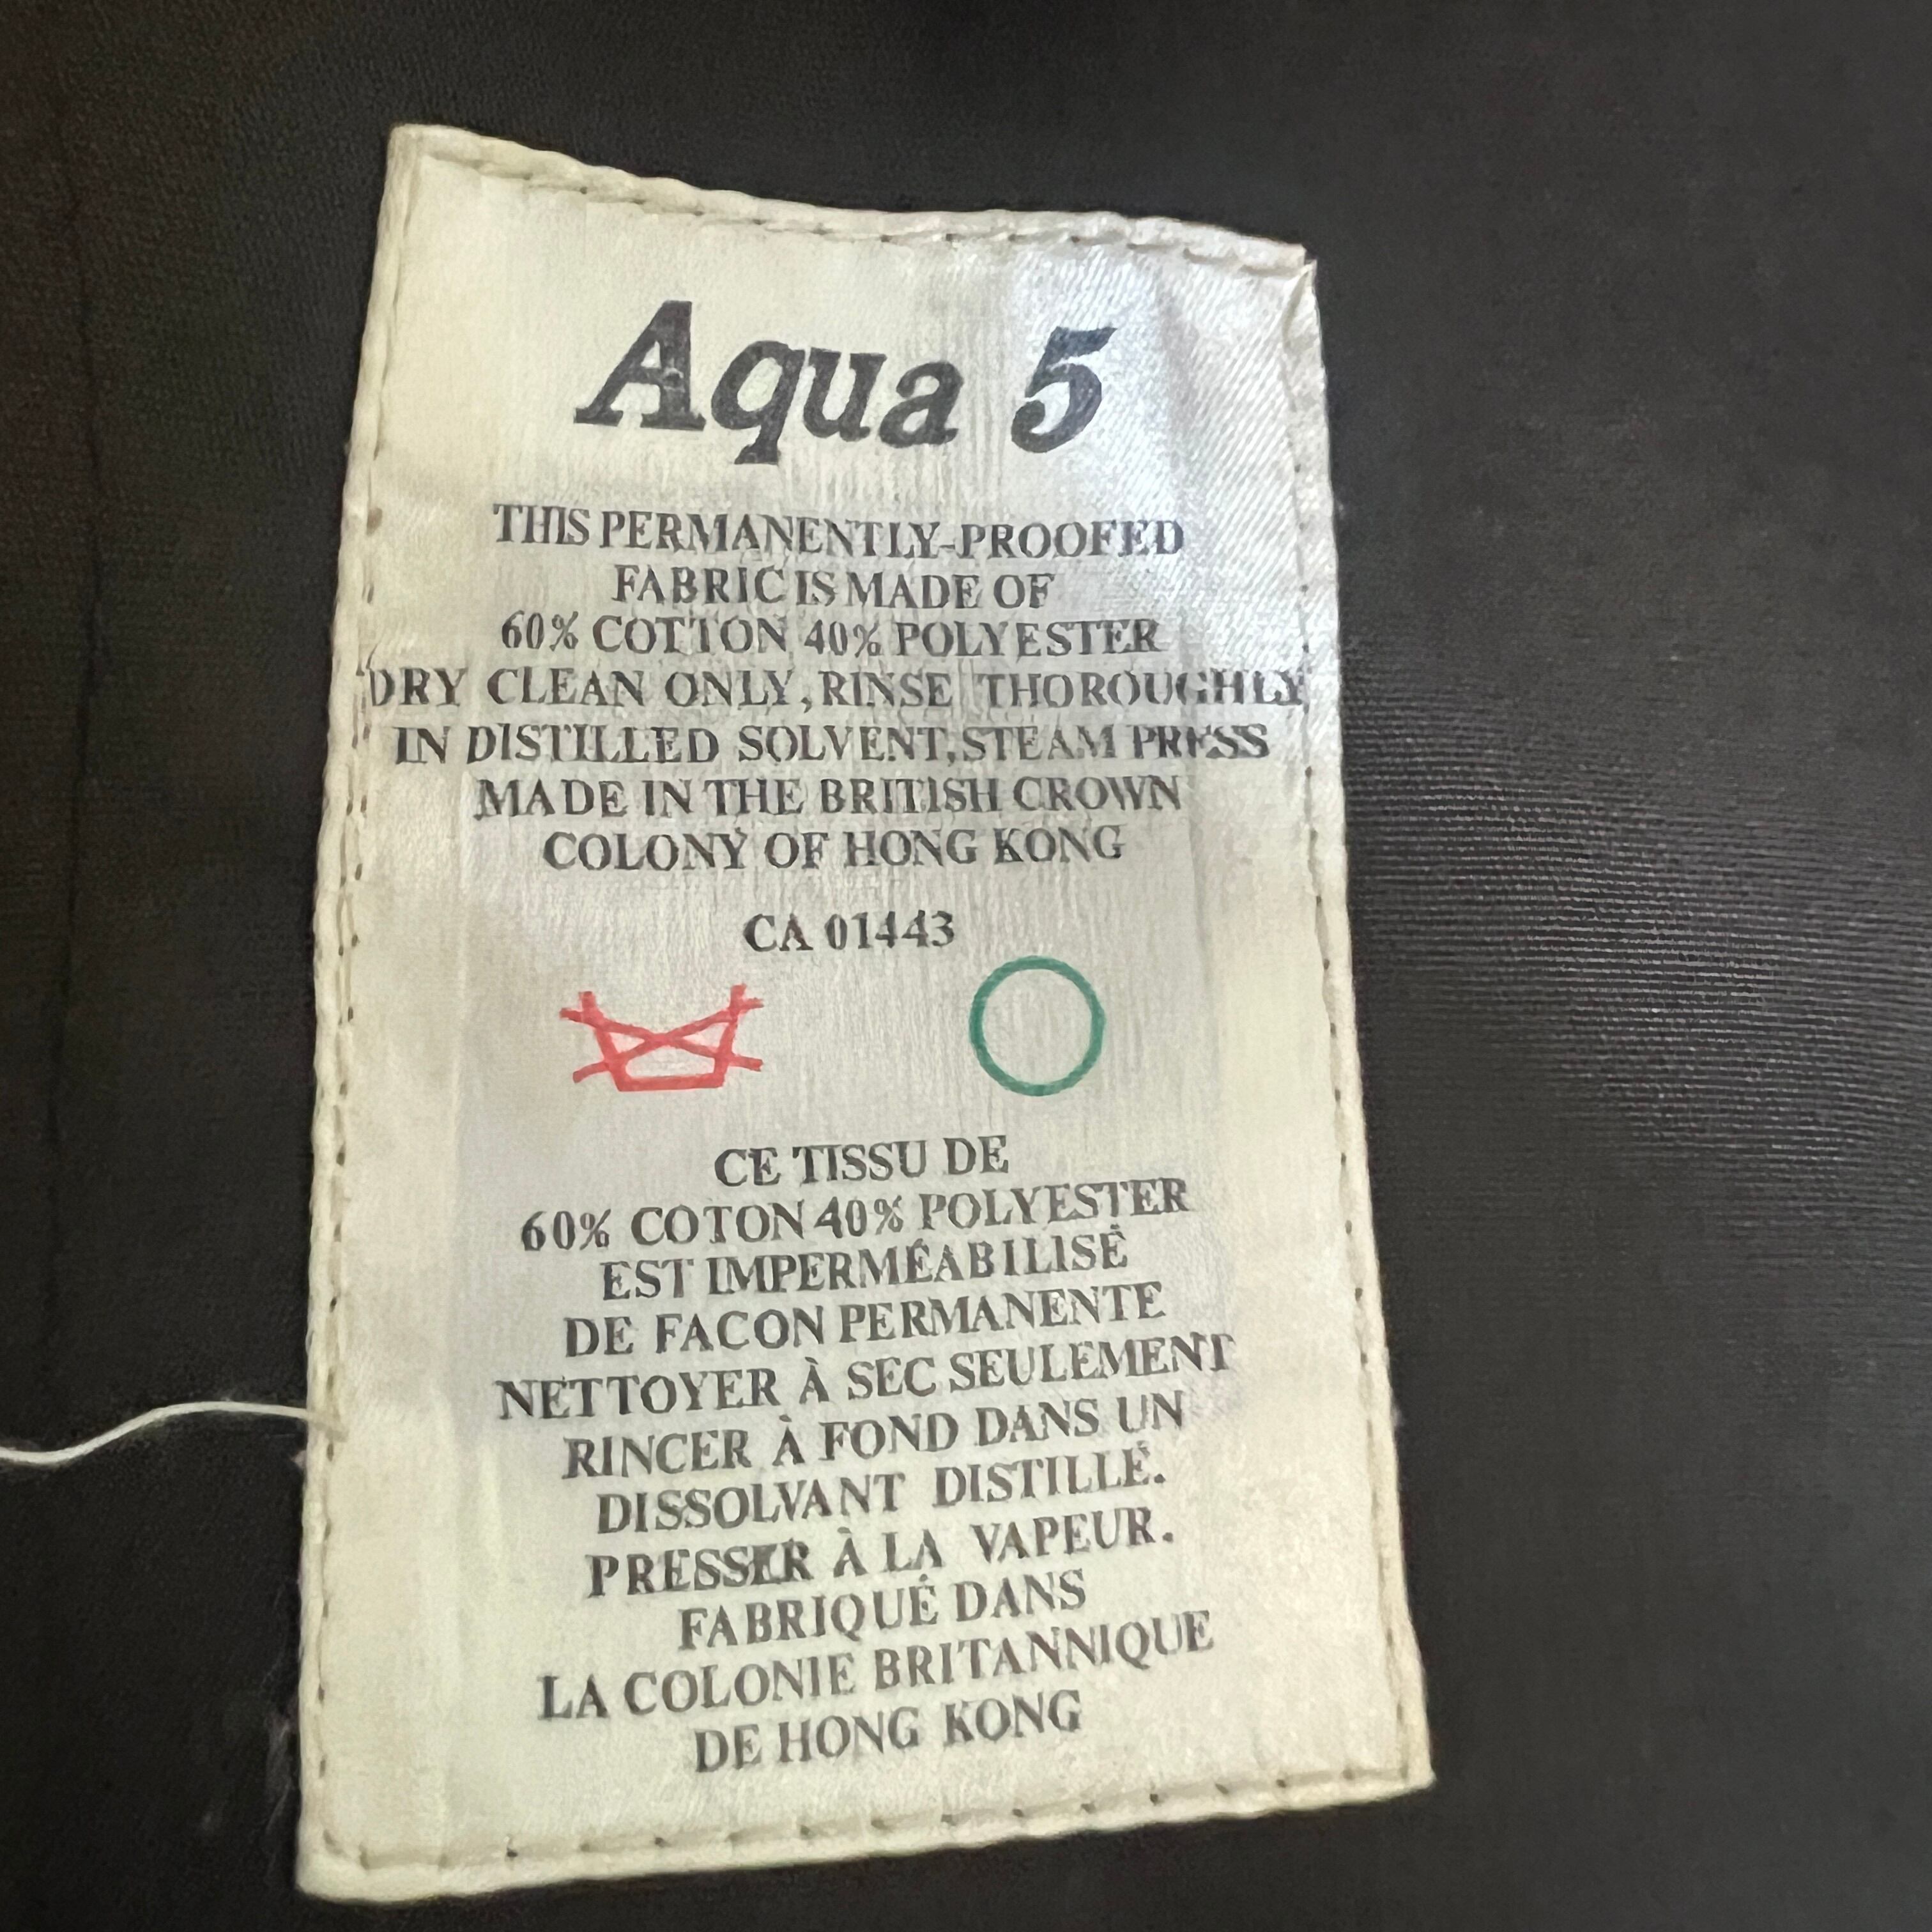 Aqua 5
THIS PERMANENTLY-PROOFED
FABRIC IS MADE OF
60% COTTON 40% POLYESTER
DRY CLEAN ONLY, RINSE THOROUGHLY
IN DISTILLED SOLVENT, STEAM PRESS
MADE IN THE BRITISH CROWN
COLONY OF HONG KONG
CA 01443
CE TISSU DE
60% COTON 40% POLYESTER
EST IMPERMÉABILISÉ
DE FACON PERMANENTE
NETTOYER À SEC SEULEMENT
RINCER À FOND DANS UN
DISSOLVANT DISTILLÉ.
PRESSER À LA VAPEUR.
FABRIQUÉ DANS
LA COLONIE BRITANNIQUE
DE HONG KONG